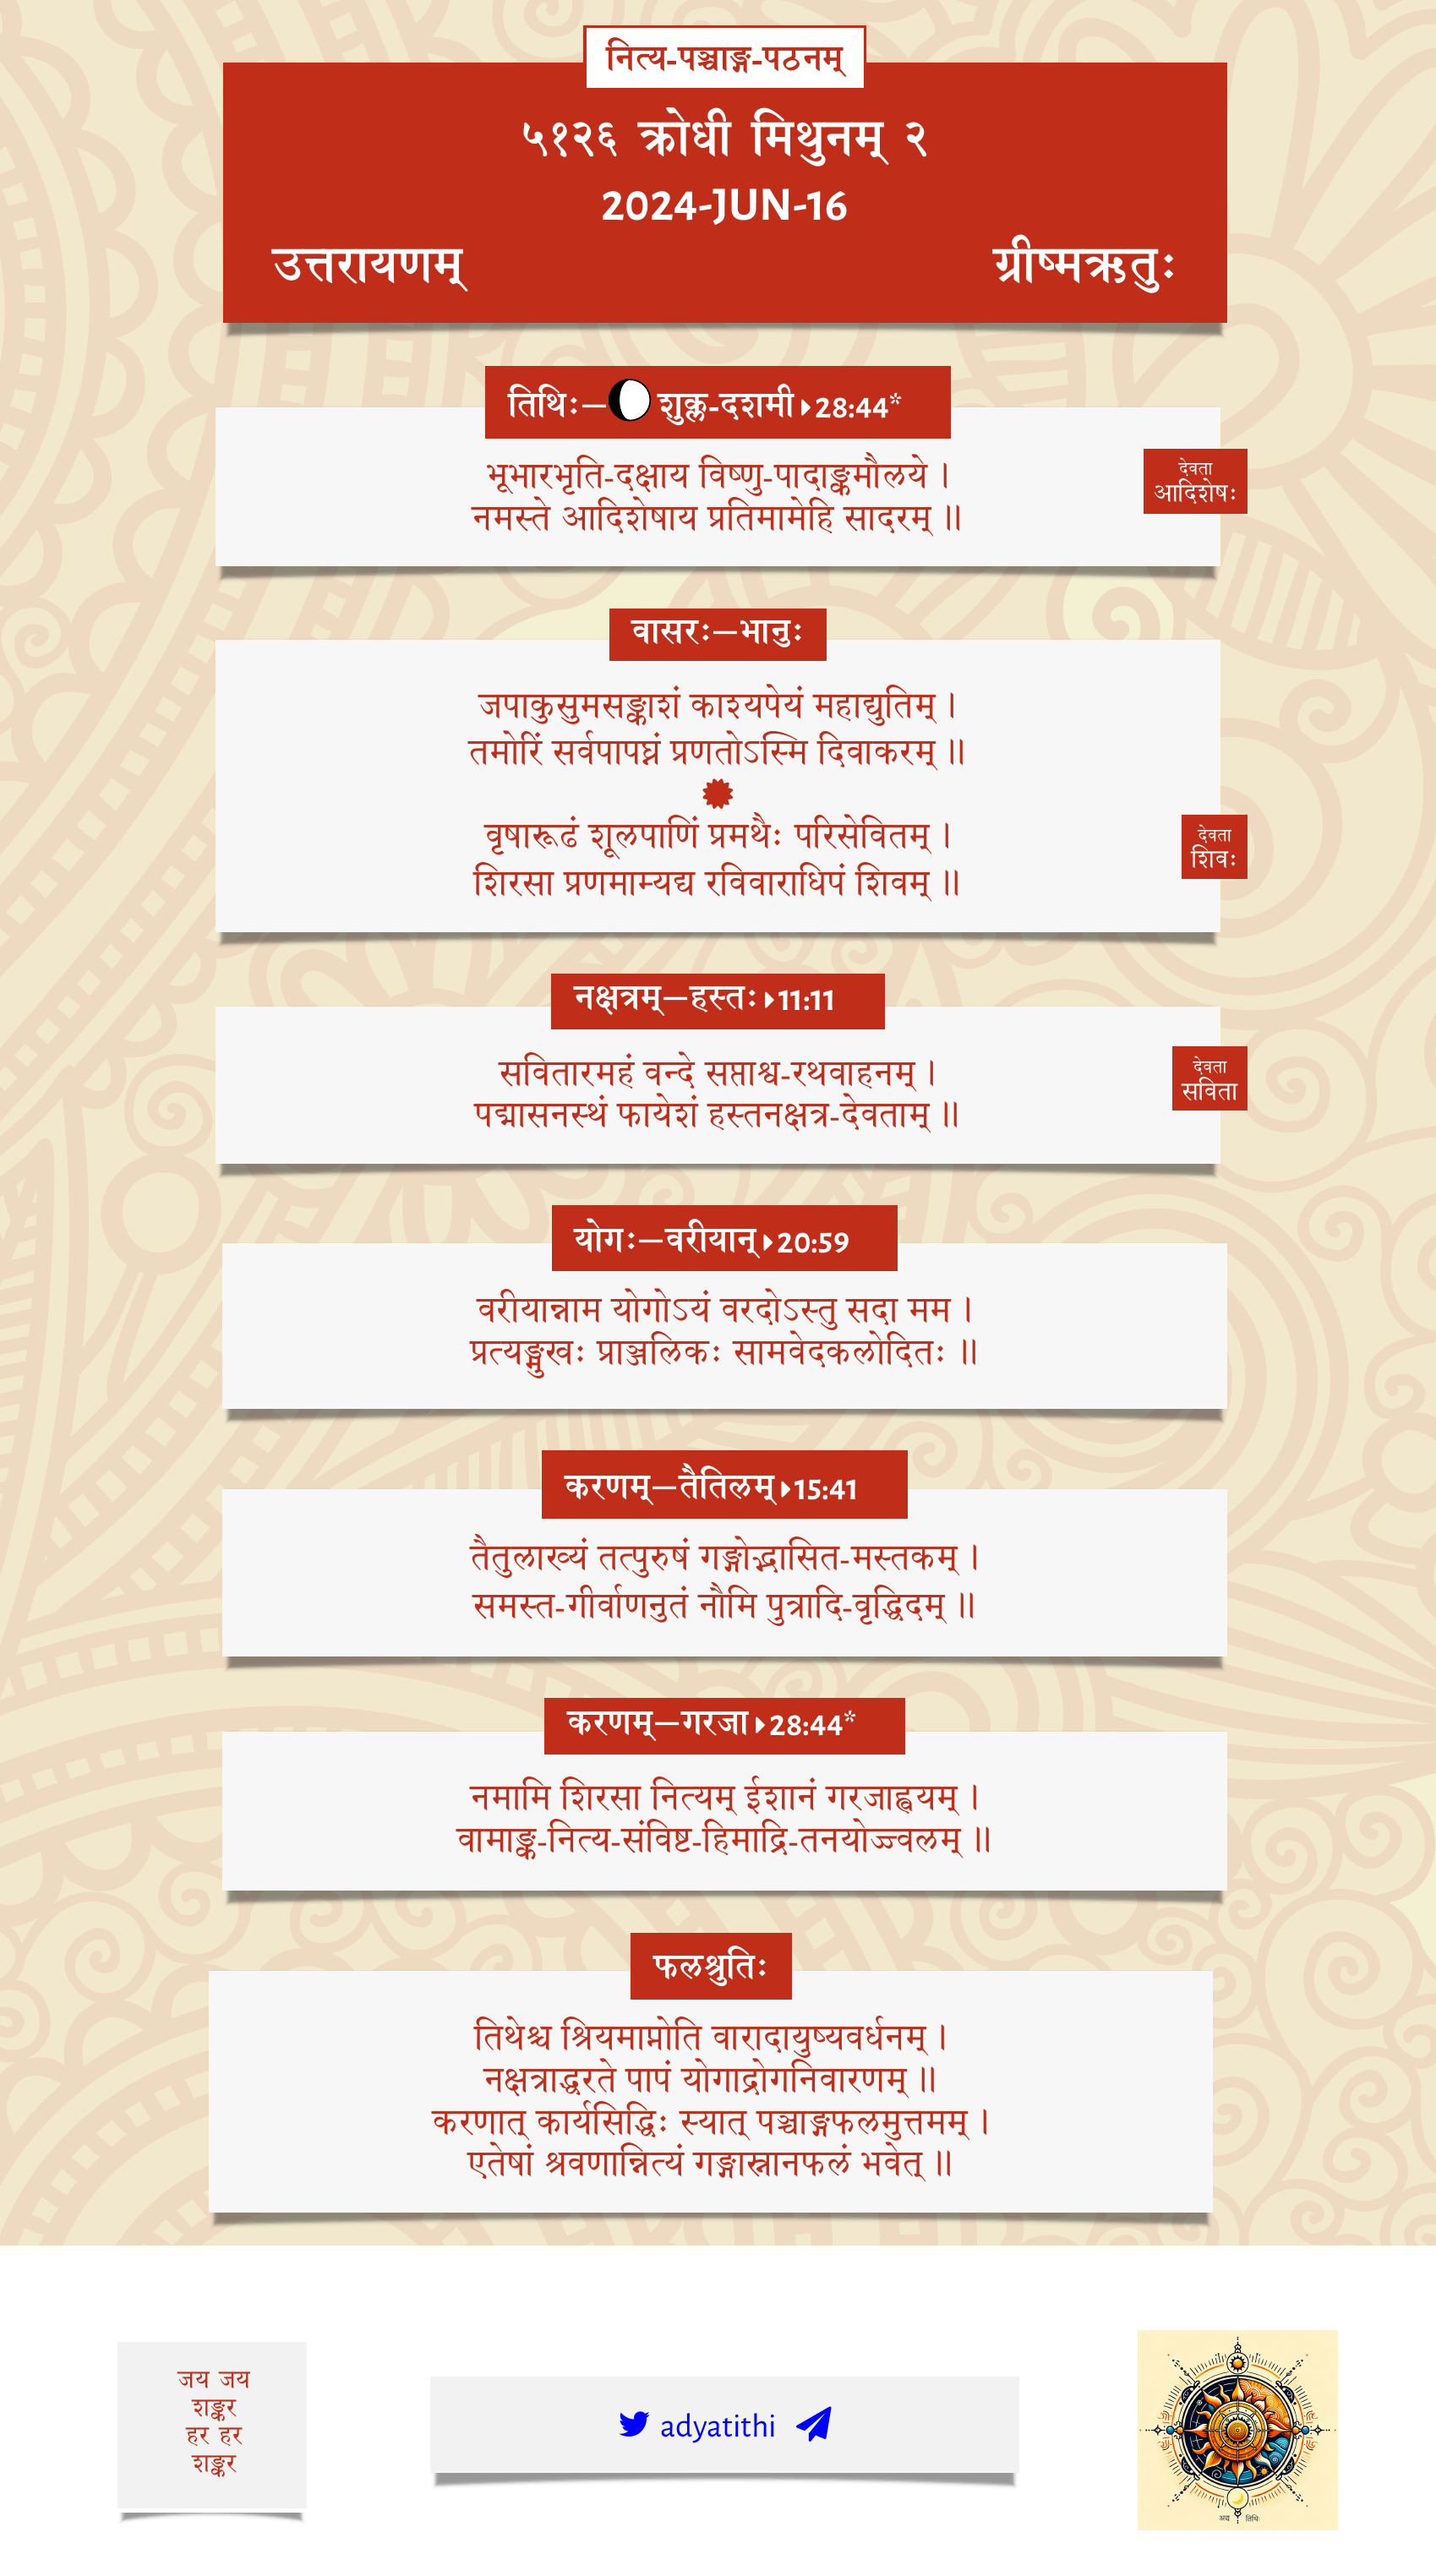 नित्य-पञ्चाङ्ग-पठनम्
५१२६ क्रोधी मिथुनम् २
2024-JUN-16
उत्तरायणम्
ग्रीष्मऋतुः
तिथिः— शुक्ल-दशमी 28:44*
भूभारभृति-दक्षाय विष्णु-पादाङ्कमौलये ।
नमस्ते आदिशेषाय प्रतिमामेहि सादरम् ॥
देवता
आदिशेषः
वासरः—भानुः
जपाकुसुमसङ्काशं काश्यपेयं महाद्युतिम् ।
तमोरिं सर्वपापघ्नं प्रणतोऽस्मि दिवाकरम् ॥
वृषारूढं शूलपाणिं प्रमथैः परिसेवितम् ।
शिरसा प्रणमाम्यद्य रविवाराधिपं शिवम् ॥
देवता
शिवः
नक्षत्रम्—हस्तः 11:11
सवितारमहं वन्दे सप्ताश्व-रथवाहनम् ।
पद्मासनस्थं फायेशं हस्तनक्षत्र-देवताम् ॥
देवता
सविता
योगः—वरीयान् 20:59
वरीयान्नाम योगोऽयं वरदोऽस्तु सदा मम ।
प्रत्यङ्मुखः प्राञ्जलिकः सामवेदकलोदितः ॥
करणम्—तैतिलम् 15:41
तैतुलाख्यं तत्पुरुषं गङ्गोद्भासित-मस्तकम् ।
समस्त-गीर्वाणनुतं नौमि पुत्रादि-वृद्धिदम् ॥
करणम्—गरजा 28:44*
नमामि शिरसा नित्यम् ईशानं गरजाह्वयम् ।
वामाङ्क-नित्य-संविष्ट-हिमाद्रि-तनयोज्ज्वलम् ॥
फलश्रुतिः
तिथेश्च श्रियमाप्नोति वारादायुष्यवर्धनम् ।
नक्षत्राद्धरते पापं योगाद्रोगनिवारणम् ॥
करणात् कार्यसिद्धिः स्यात् पञ्चाङ्गफलमुत्तमम् ।
एतेषां श्रवणान्नित्यं गङ्गास्नानफलं भवेत् ॥
जय जय
शङ्कर
हर हर
शङ्कर
adyatithi
अद्य तिथिः